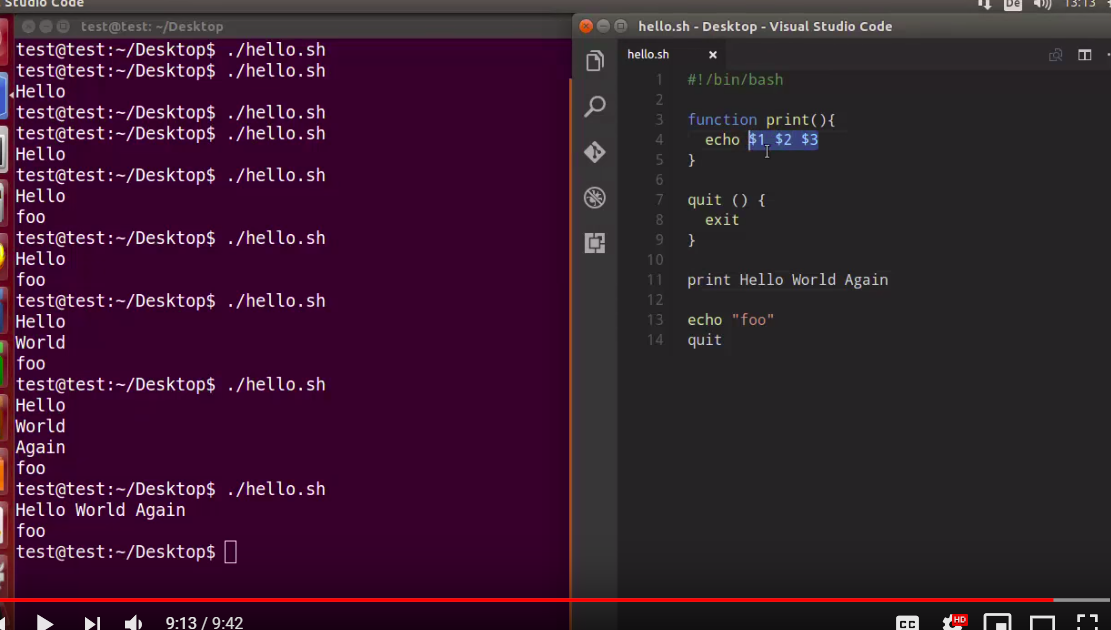 Studio Code
De
13:13
test@test: ~/Desktop
test@test:~/Desktop$ ./hello.sh
test@test:~/Desktop$ ./hello.sh
Hello
test@test:~/Desktop$ ./hello.sh
test@test:~/Desktop$ ./hello.sh
Hello
test@test:~/Desktop$ ./hello.sh
Hello
foo
test@test:~/Desktop$ ./hello.sh
Hello
foo
test@test:~/Desktop$ ./hello.sh
Hello
World
foo
test@test:~/Desktop$ ./hello.sh
Hello
World
Again
foo
test@test:~/Desktop$ ./hello.sh
Hello World Again
foo
test@test:~/Desktop$
hello.sh - Desktop - Visual Studio Code
hello.sh
1 #!/bin/bash
2
3 function print(){
4 echo $1 $2 $3
5 }
6
7 quit () {
8 exit
9 }
10
11 print Hello World Again
12
13 echo "foo"
14 quit
9:13 / 9:42
CC
HD